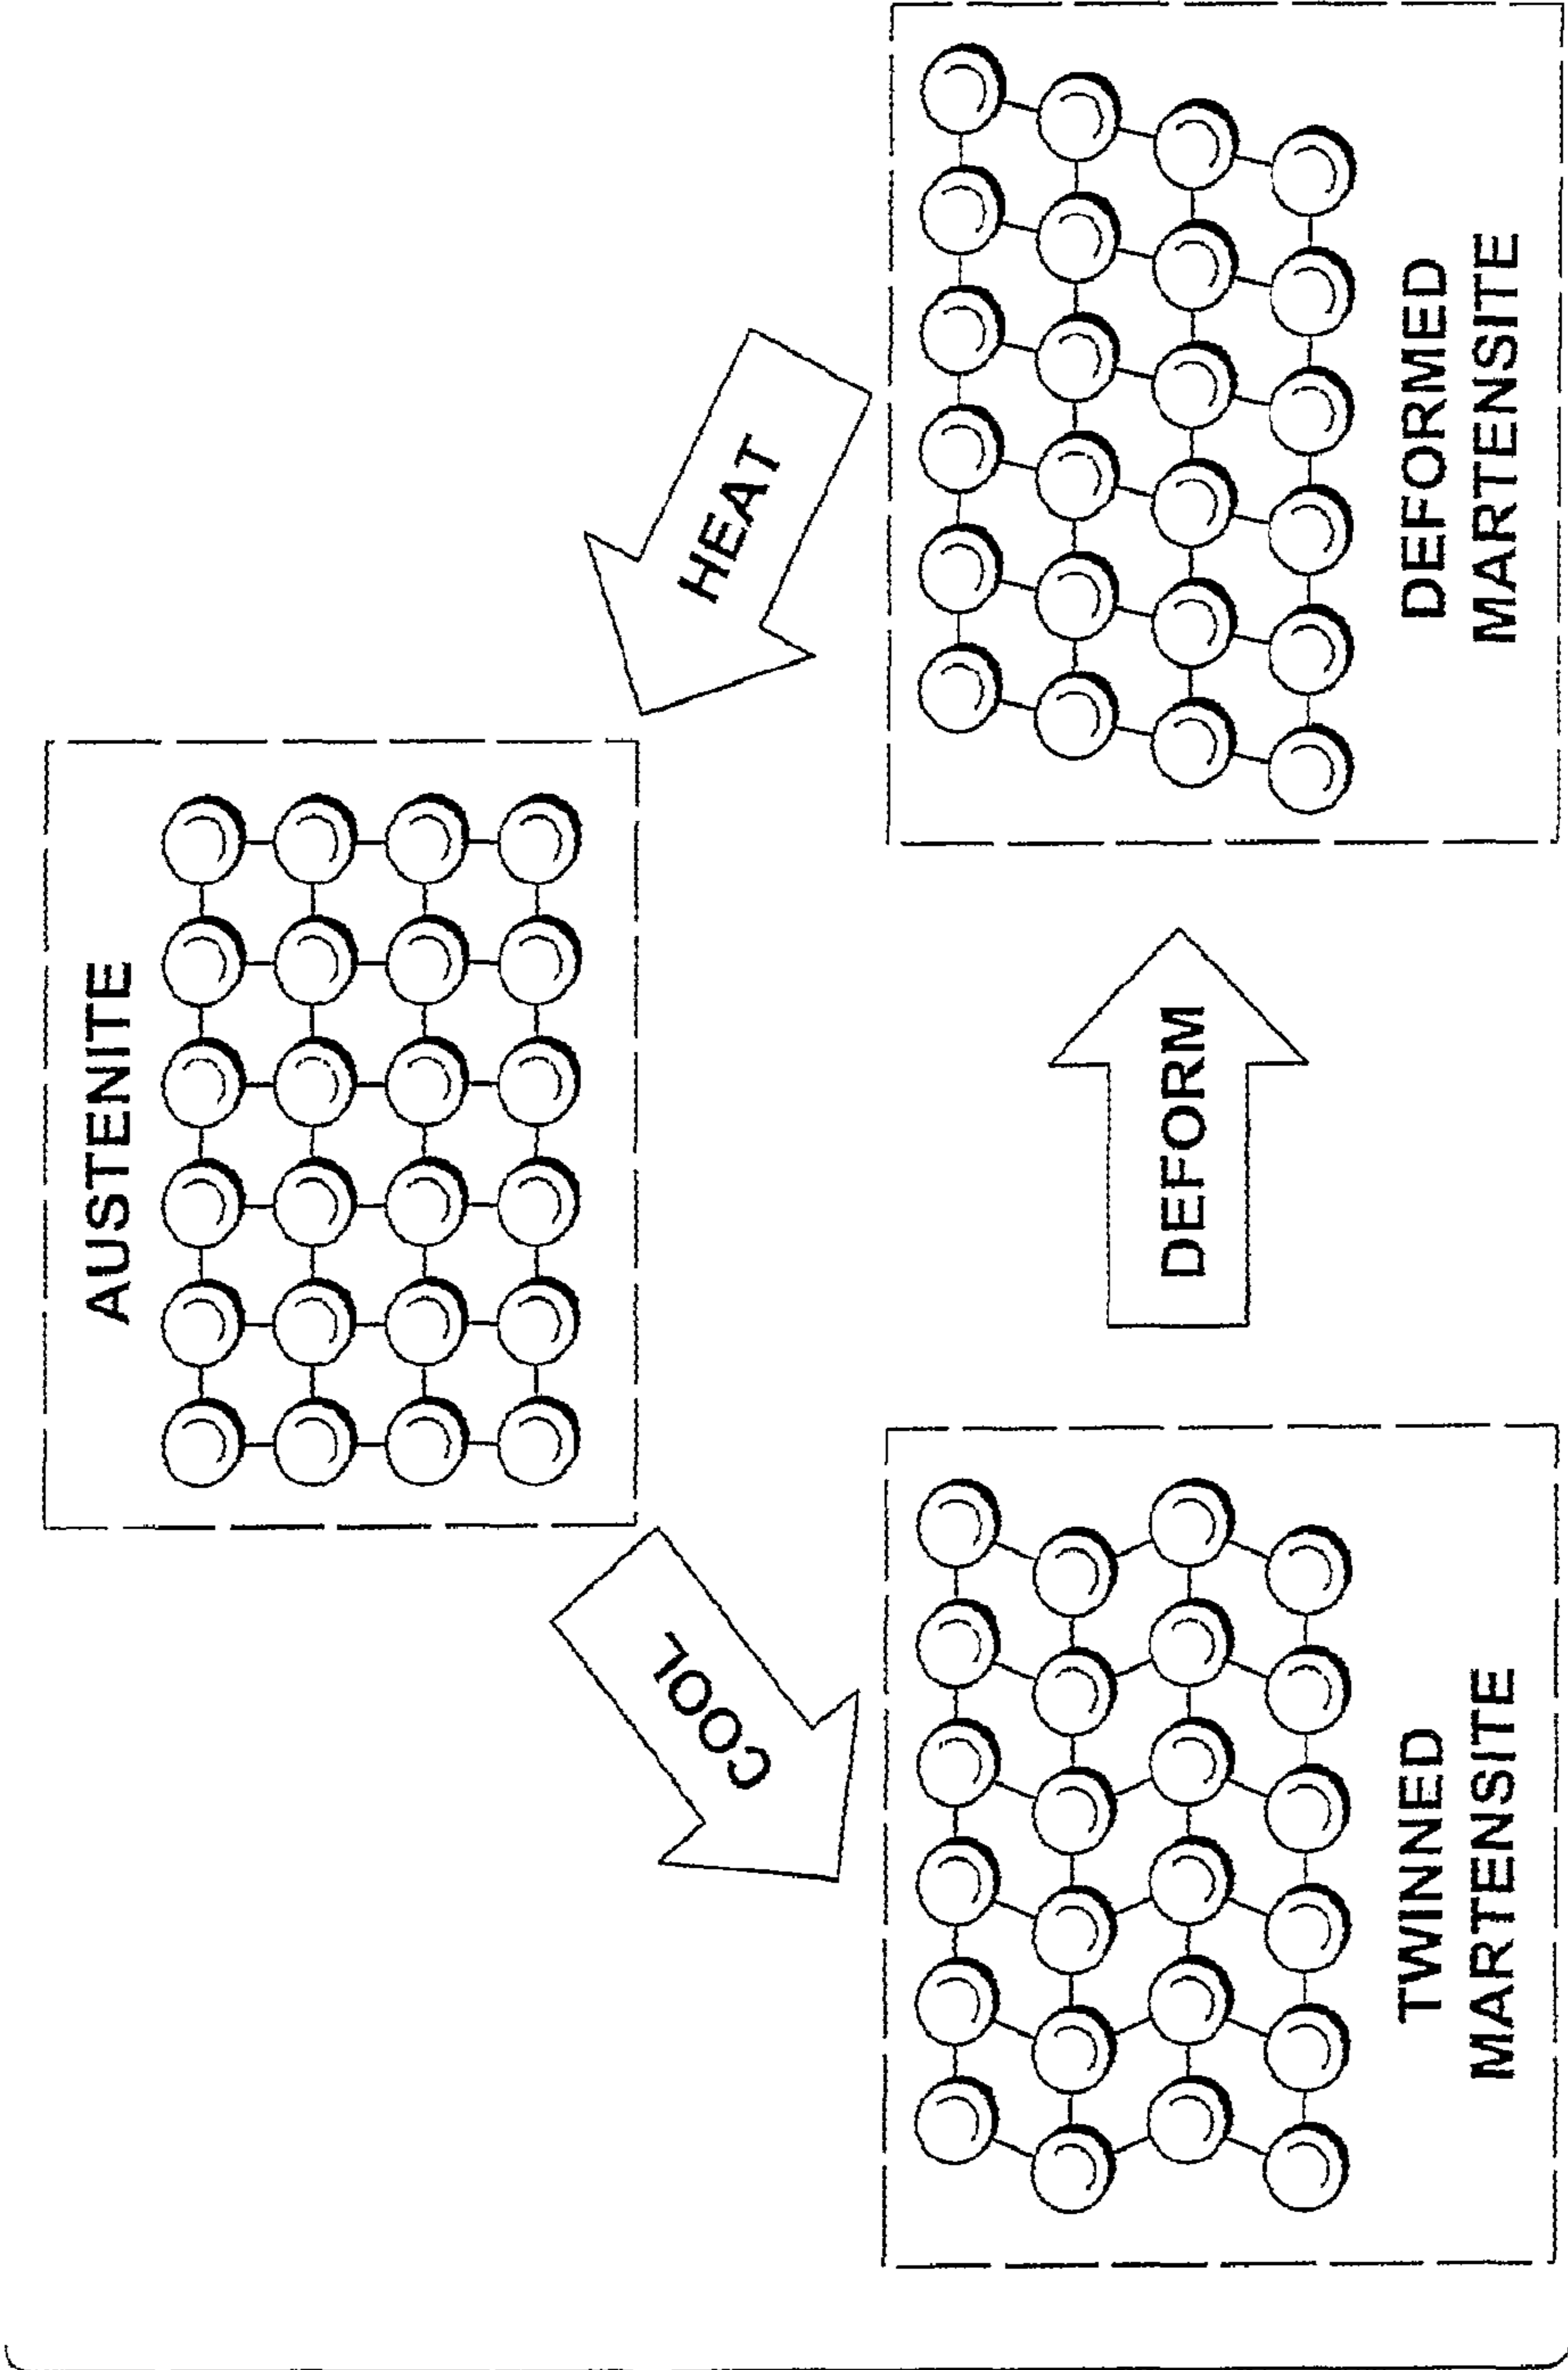 AUSTENITE
COOL
HEAT
DEFORM
TWINNED
MARTENSITE
DEFORMED
MARTENSITE